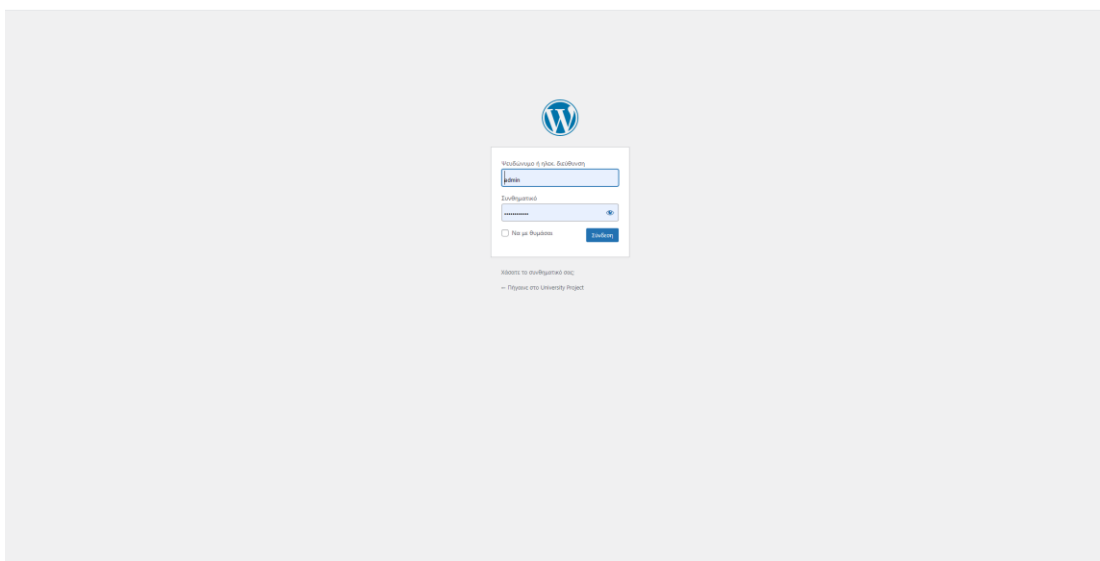 Ψευδώνυμο ή ηλεκ. διεύθυνση
admin
Συνθηματικό
Να με θυμάσαι
Σύνδεση
Χάσατε το συνθηματικό σας;
← Πήγαινε στο University Project